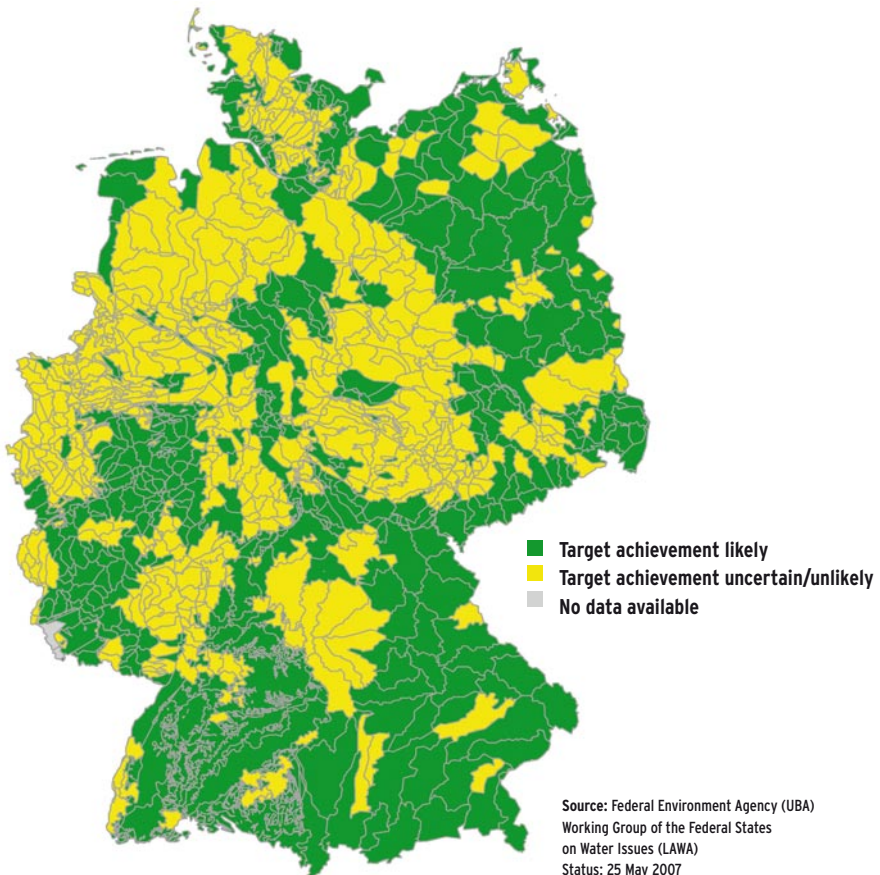 Target achievement likely
Target achievement uncertain/unlikely
No data available
Source: Federal Environment Agency (UBA)
Working Group of the Federal States
on Water Issues (LAWA)
Status: 25 May 2007